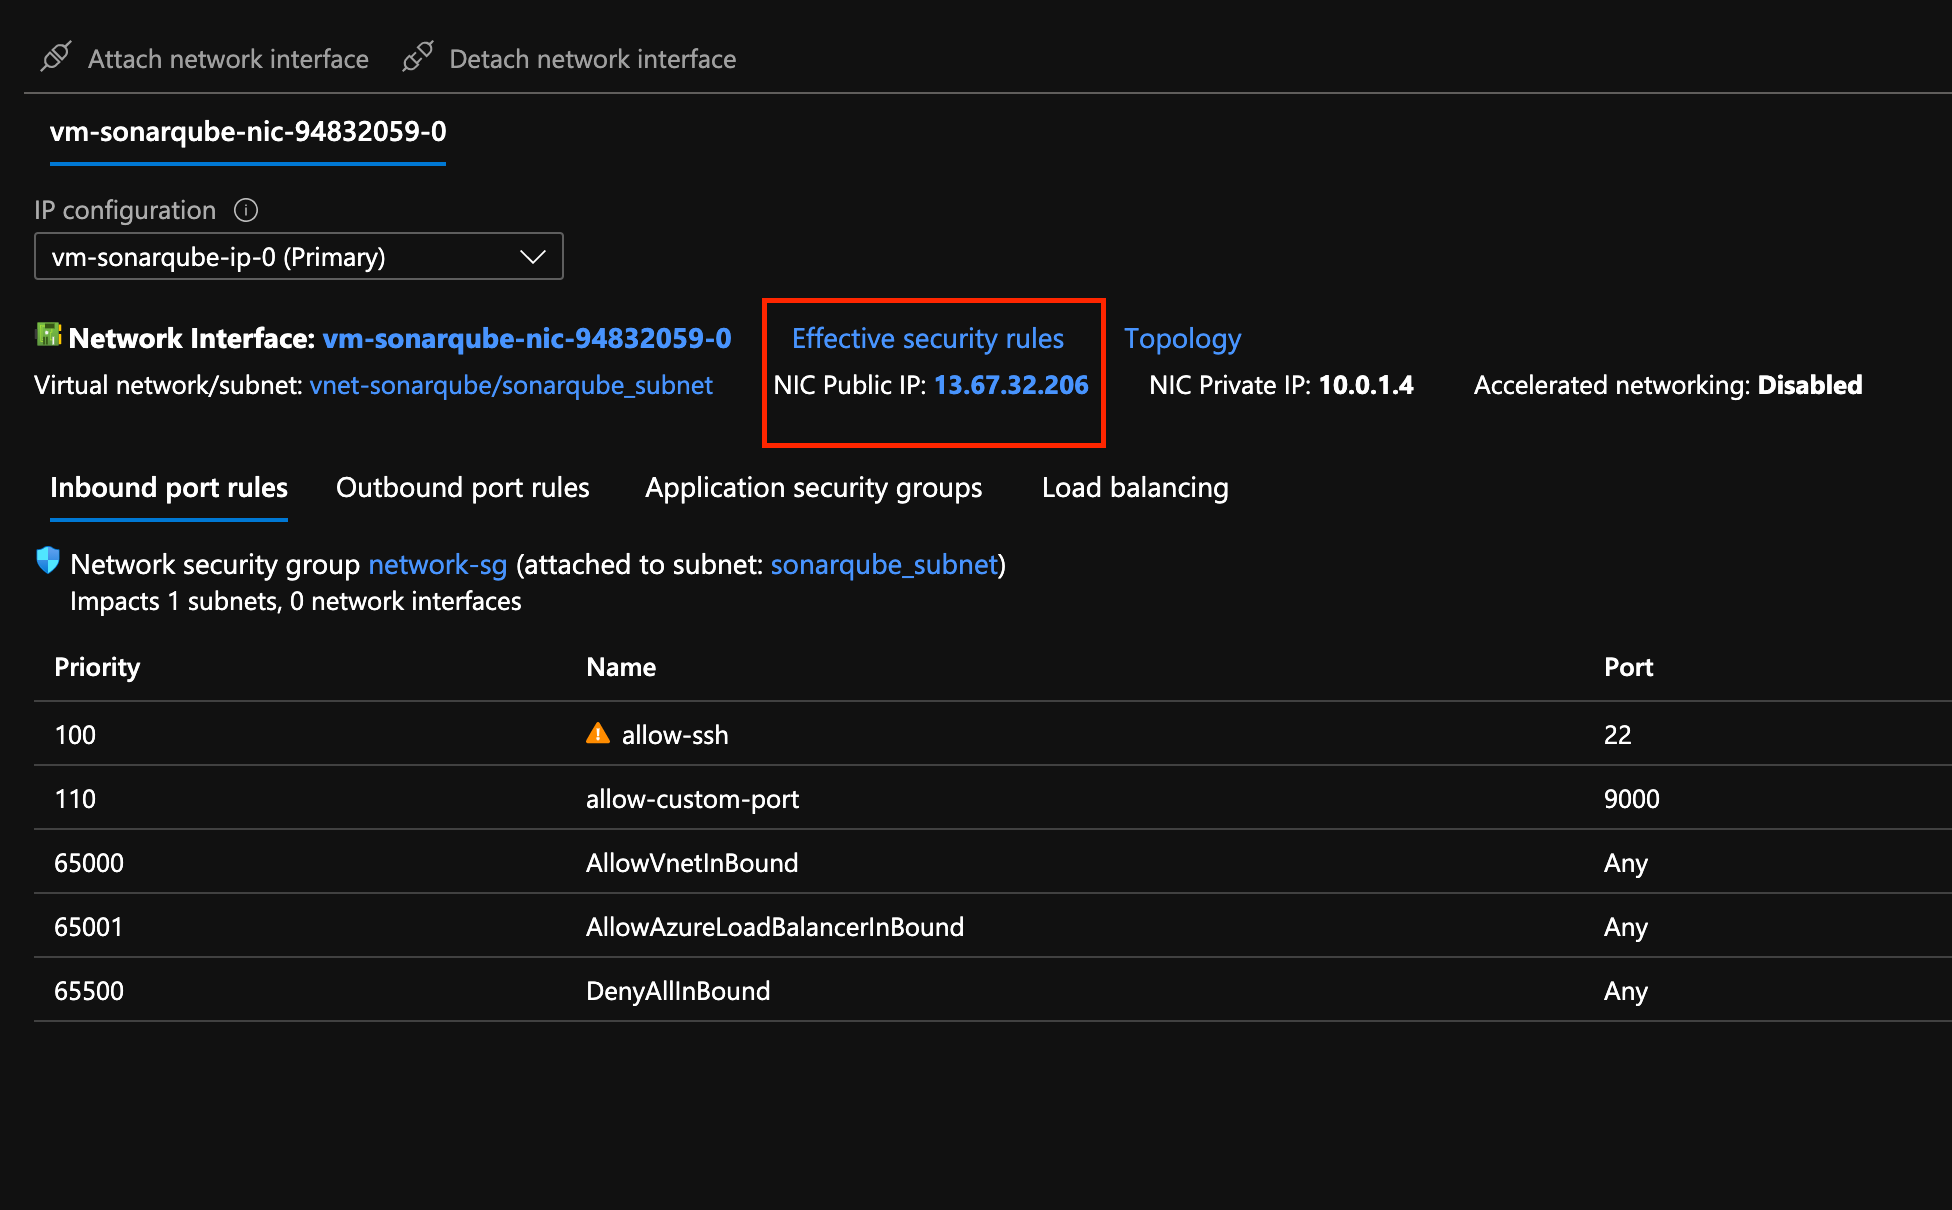 Attach network interface Detach network interface
vm-sonarqube-nic-94832059-0
IP configuration
vm-sonarqube-ip-0 (Primary)
Network Interface: vm-sonarqube-nic-94832059-0 Effective security rules Topology
Virtual network/subnet: vnet-sonarqube/sonarqube_subnet NIC Public IP: 13.67.32.206 NIC Private IP: 10.0.1.4 Accelerated networking: Disabled
Inbound port rules Outbound port rules Application security groups Load balancing
Network security group network-sg (attached to subnet: sonarqube_subnet)
Impacts 1 subnets, 0 network interfaces
Priority Name Port
100 allow-ssh 22
110 allow-custom-port 9000
65000 AllowVnetInBound Any
65001 AllowAzureLoadBalancerInBound Any
65500 DenyAllInBound Any